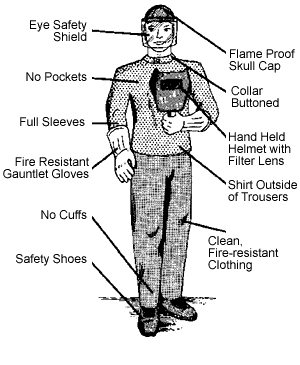 Eye Safety
Shield
Flame Proof
Skull Cap
No Pockets
Collar
Buttoned
Full Sleeves
Hand Held
Helmet with
Filter Lens
Fire Resistant
Gauntlet Gloves
Shirt Outside
of Trousers
No Cuffs
Clean,
Fire-resistant
Clothing
Safety Shoes